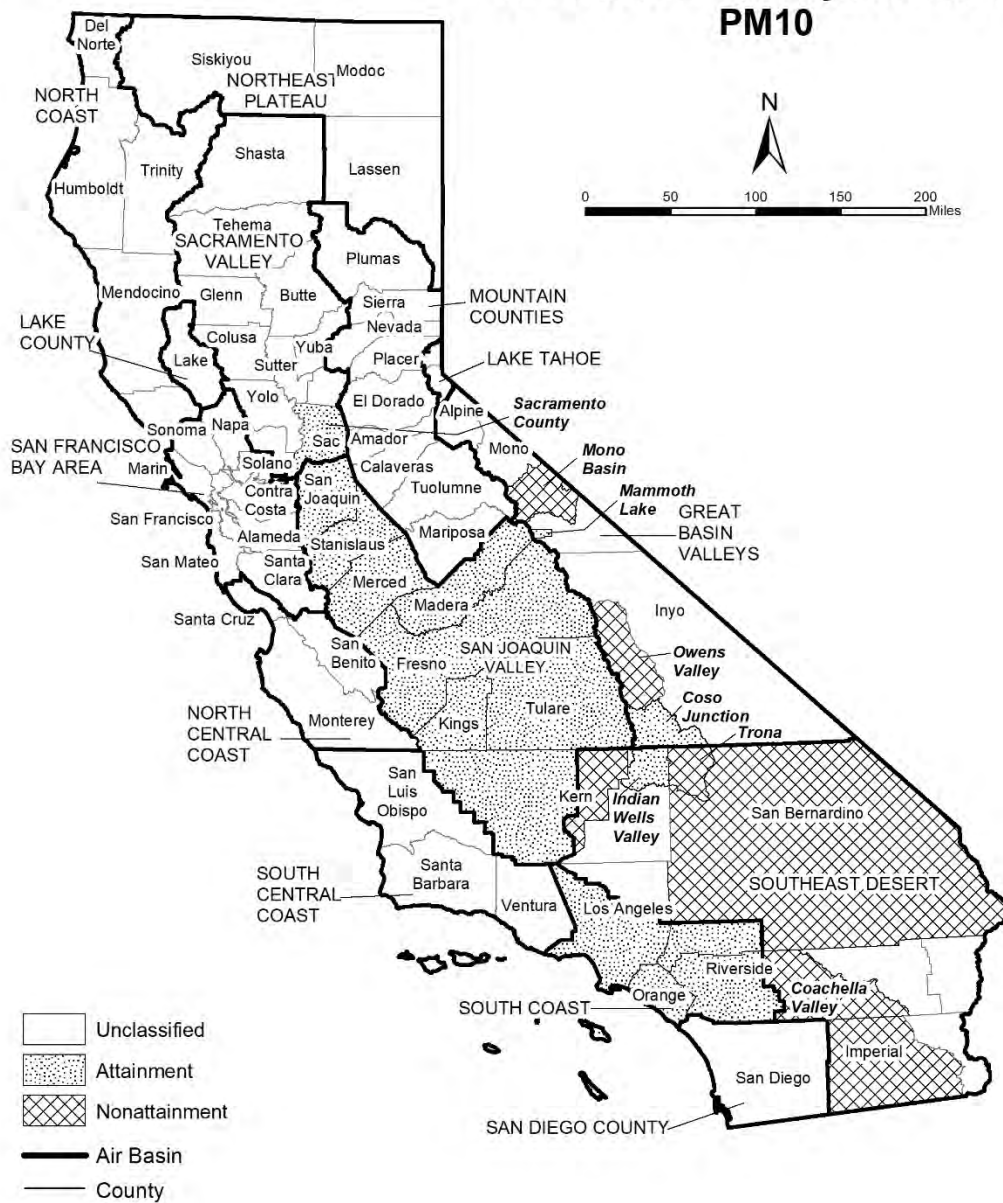 PM10
N
0 50 100 150 200
Miles
Del
Norte
Siskiyou
Modoc
NORTHEAST
PLATEAU
NORTH
COAST
Shasta
Trinity
Lassen
Humboldt
Tehema
SACRAMENTO
VALLEY
Plumas
Mendocino
Glenn
Butte
Sierra
MOUNTAIN
COUNTIES
Nevada
LAKE
COUNTY
Colusa
Yuba
Lake
Sutter
Placer
LAKE TAHOE
Yolo
El Dorado
Alpine
Sacramento
County
Sonoma
Napa
Sac
Amador
Mono
SAN FRANCISCO
BAY AREA
Marin
Solano
Calaveras
Mono
Basin
San
Joaquin
Contra
Costa
Tuolumne
Mammoth
Lake
San Francisco
Alameda
Stanislaus
Mariposa
GREAT
BASIN
VALLEYS
San Mateo
Santa
Clara
Merced
Madera
Santa Cruz
Inyo
San
Benito
Fresno
SAN JOAQUIN
VALLEY
Owens
Valley
Coso
Junction
Trona
NORTH
CENTRAL
COAST
Monterey
Kings
Tulare
San
Luis
Obispo
Kern
Indian
Wells
Valley
San Bernardino
SOUTH
CENTRAL
COAST
Santa
Barbara
Ventura
Los Angeles
SOUTHEAST DESERT
Riverside
Orange
Coachella
Valley
SOUTH COAST
Imperial
San Diego
SAN DIEGO COUNTY
Unclassified
Attainment
Nonattainment
Air Basin
County